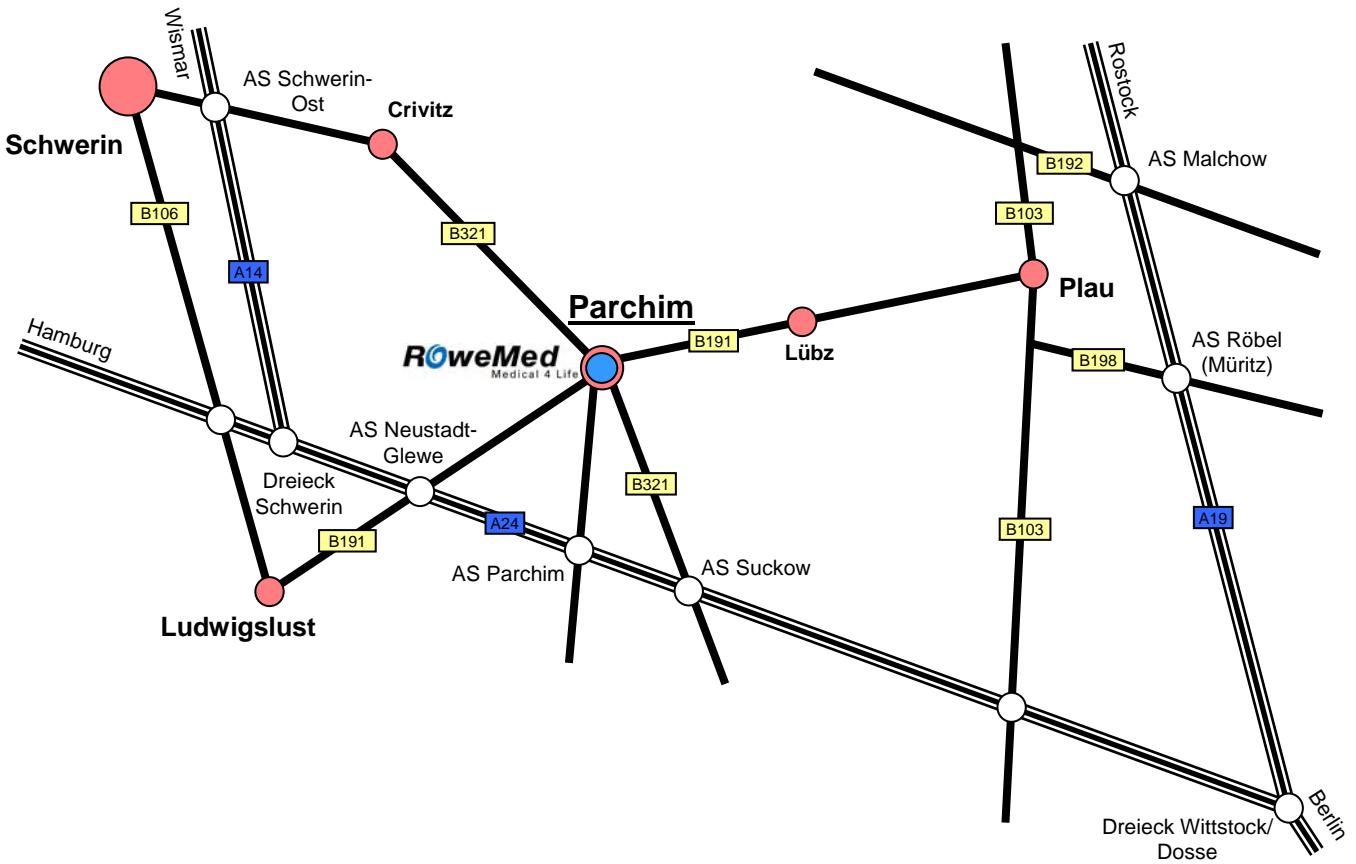 Wismar
Rostock
AS Schwerin-
Ost
Crivitz
Schwerin
AS Malchow
B192
B106
B321
B103
A14
Plau
Parchim
Hamburg
RoweMed
Medical 4 Life
B191
Lübz
AS Röbel
(Müritz)
B198
AS Neustadt-
Glewe
Dreieck
Schwerin
B321
A24
A19
B191
B103
AS Parchim
AS Suckow
Ludwigslust
Berlin
Dreieck Wittstock/
Dosse